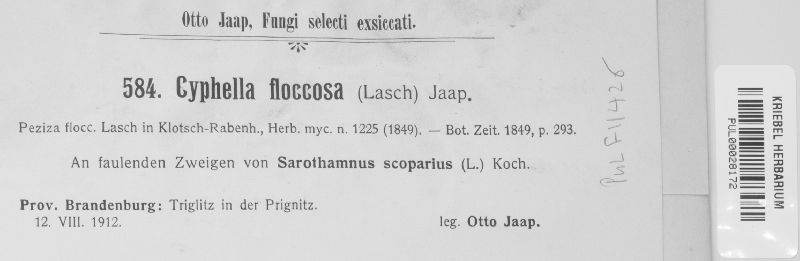 Otto Jaap, Fungi selecti exsiccati.
584. Cyphella floccosa (Lasch) Jaap.
Peziza flocc. Lasch in Klotsch-Rabenh., Herb. myc. n. 1225 (1849). — Bot. Zeit. 1849, p. 293.
An faulenden Zweigen von Sarothamnus scoparius (L.) Koch.
Prov. Brandenburg: Triglitz in der Prignitz.
12. VIII. 1912. leg. Otto Jaap.
PUL F11426
KRIEBEL HERBARIUM
PUL00028172